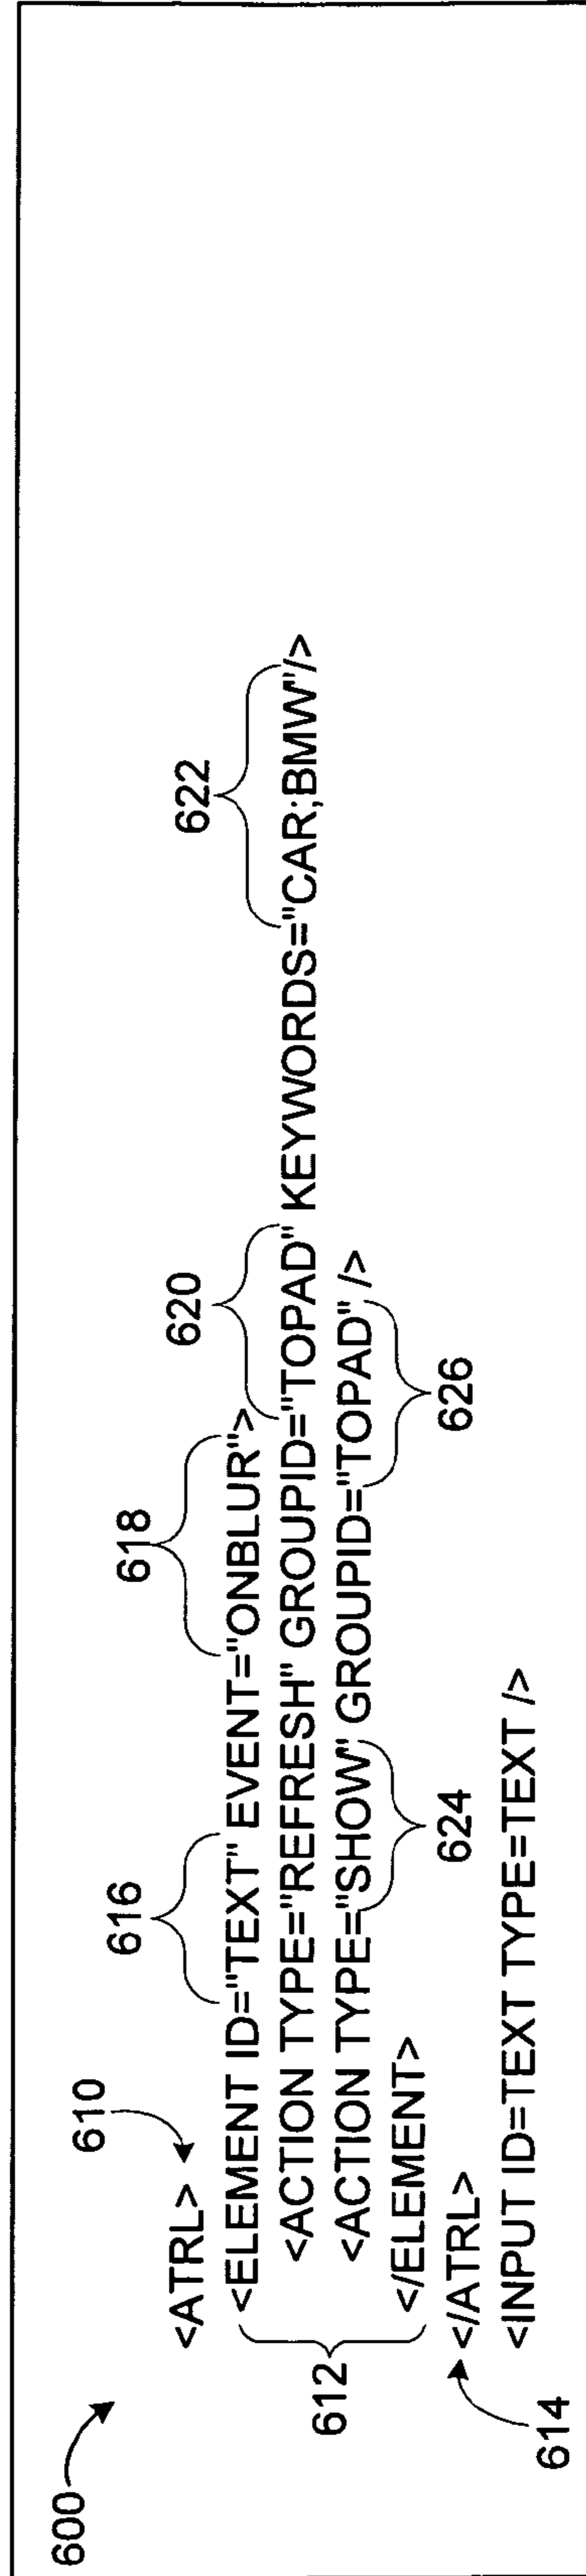 600
610
<ATRL>
616
618
<ELEMENT ID="TEXT" EVENT="ONBLUR">
620
622
<ACTION TYPE="REFRESH" GROUPID="TOPAD" KEYWORDS="CAR;BMW"/>
612
<ACTION TYPE="SHOW" GROUPID="TOPAD" />
624
626
</ELEMENT>
</ATRL>
614
<INPUT ID=TEXT TYPE=TEXT />